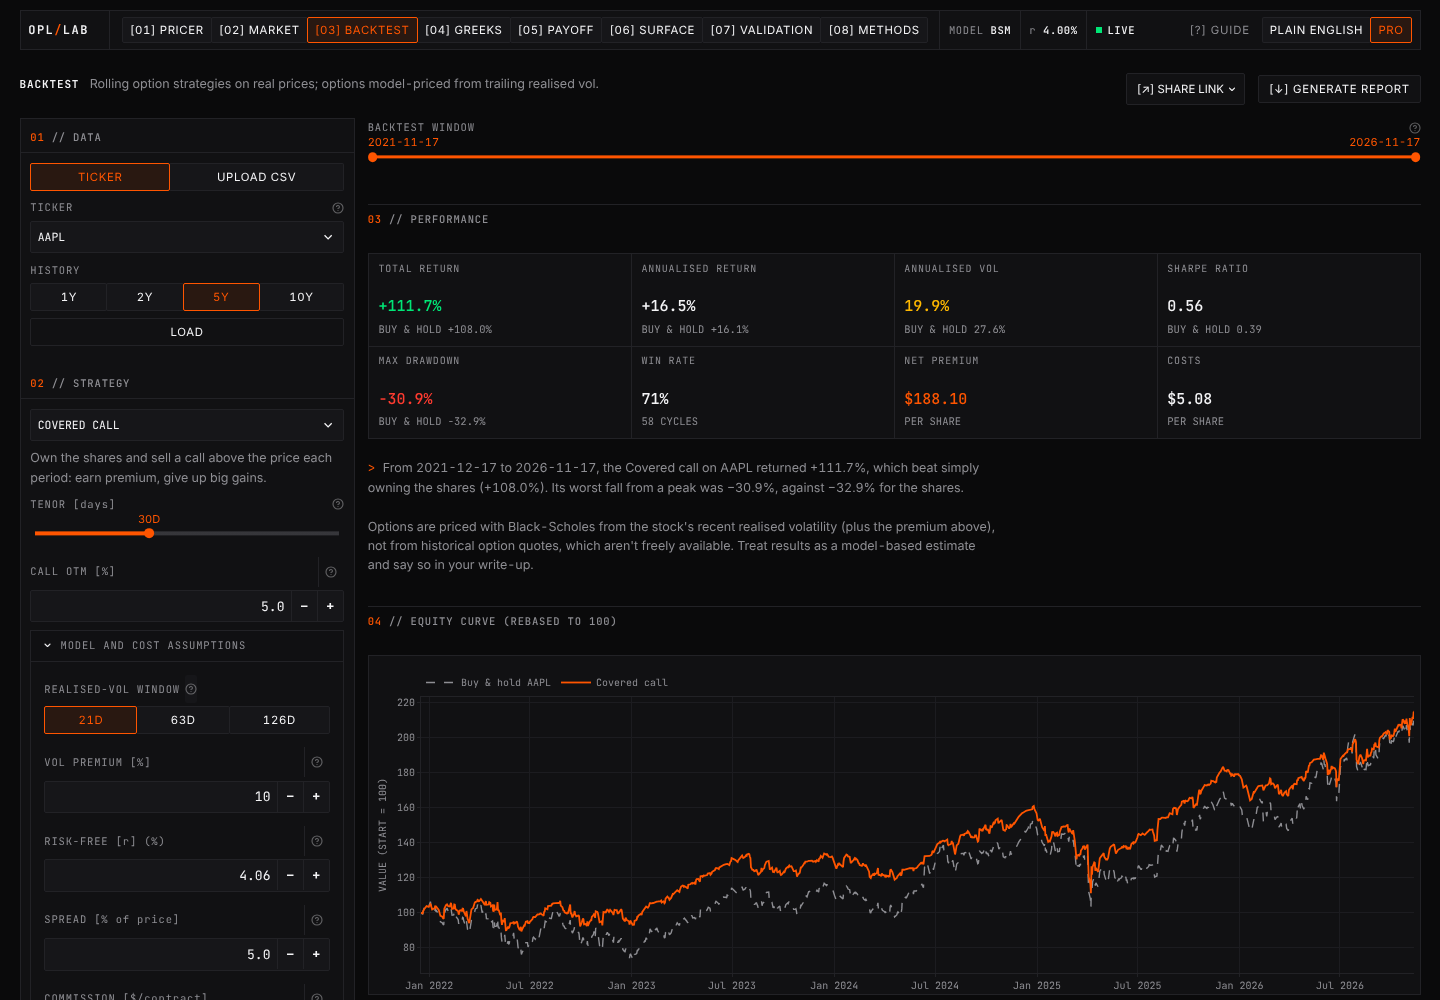 OPL/LAB
[01] PRICER
[02] MARKET
[03] BACKTEST
[04] GREEKS
[05] PAYOFF
[06] SURFACE
[07] VALIDATION
[08] METHODS
MODEL BSM
r 4.00%
LIVE
[?] GUIDE
PLAIN ENGLISH
PRO
BACKTEST Rolling option strategies on real prices; options model-priced from trailing realised vol.
[↗] SHARE LINK
[↓] GENERATE REPORT
01 // DATA
TICKER
UPLOAD CSV
TICKER
AAPL
HISTORY
1Y
2Y
5Y
10Y
LOAD
02 // STRATEGY
COVERED CALL
Own the shares and sell a call above the price each
period: earn premium, give up big gains.
TENOR [days]
30D
CALL OTM [%]
5.0 − +
MODEL AND COST ASSUMPTIONS
REALISED-VOL WINDOW
21D
63D
126D
VOL PREMIUM [%]
10 − +
RISK-FREE [r] (%)
4.06 − +
SPREAD [% of price]
5.0 − +
COMMISSION [$/contract]
BACKTEST WINDOW
2021-11-17
2026-11-17
03 // PERFORMANCE
TOTAL RETURN
+111.7%
BUY & HOLD +108.0%
ANNUALISED RETURN
+16.5%
BUY & HOLD +16.1%
ANNUALISED VOL
19.9%
BUY & HOLD 27.6%
SHARPE RATIO
0.56
BUY & HOLD 0.39
MAX DRAWDOWN
-30.9%
BUY & HOLD -32.9%
WIN RATE
71%
58 CYCLES
NET PREMIUM
$188.10
PER SHARE
COSTS
$5.08
PER SHARE
> From 2021-12-17 to 2026-11-17, the Covered call on AAPL returned +111.7%, which beat simply
owning the shares (+108.0%). Its worst fall from a peak was −30.9%, against −32.9% for the shares.
Options are priced with Black-Scholes from the stock's recent realised volatility (plus the premium above),
not from historical option quotes, which aren't freely available. Treat results as a model-based estimate
and say so in your write-up.
04 // EQUITY CURVE (REBASED TO 100)
Buy & hold AAPL
Covered call
VALUE (START = 100)
220
200
180
160
140
120
100
80
Jan 2022
Jul 2022
Jan 2023
Jul 2023
Jan 2024
Jul 2024
Jan 2025
Jul 2025
Jan 2026
Jul 2026